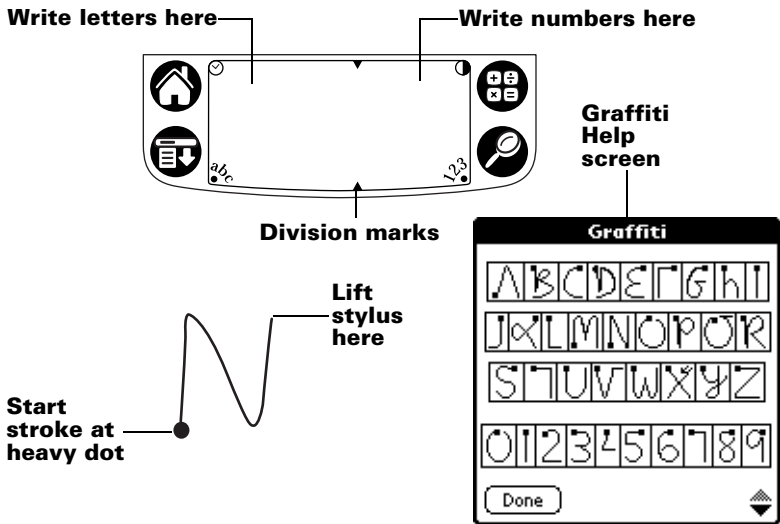 Write letters here
Write numbers here
abc
123
Division marks
Graffiti
Help
screen
Lift
stylus
here
Start
stroke at
heavy dot
Graffiti
A B C D E F G h I
J K L M N O P Q R
S T U V W X Y Z
0 1 2 3 4 5 6 7 8 9
Done